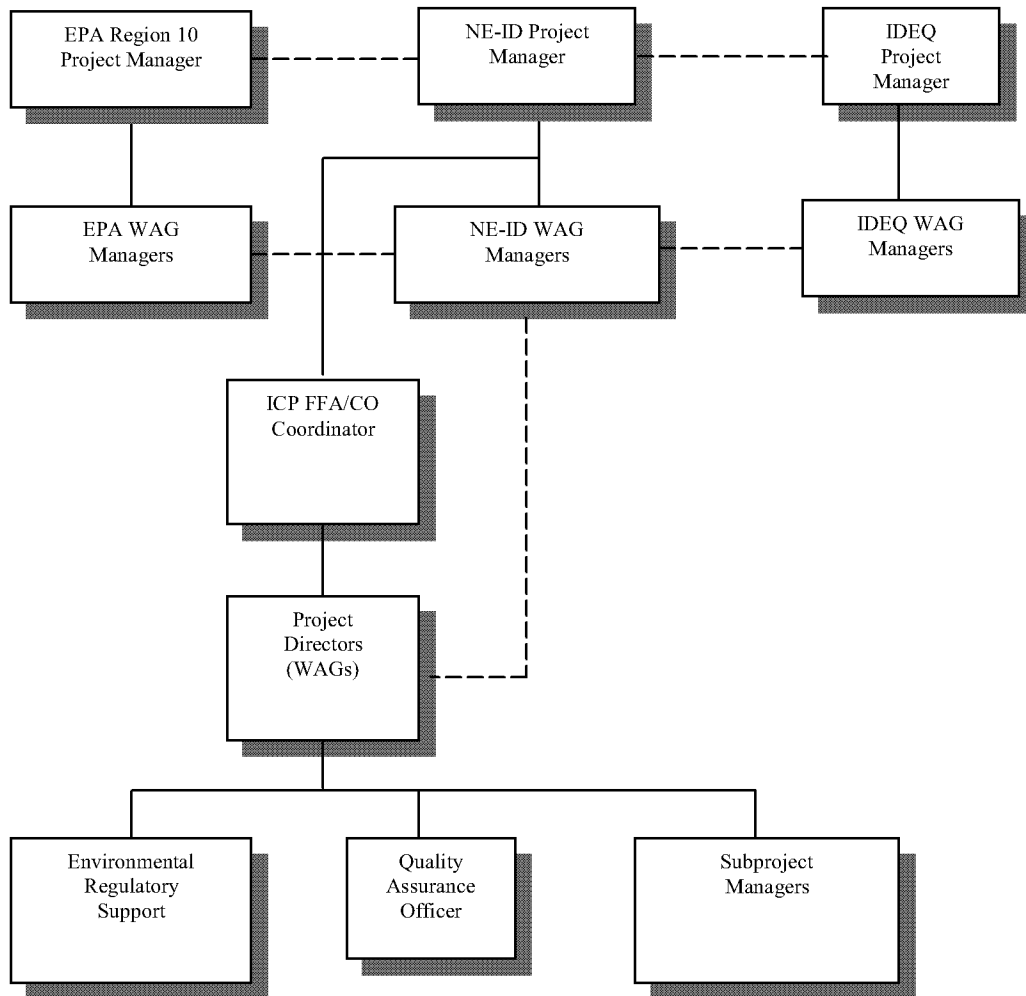 EPA Region 10
Project Manager
NE-ID Project
Manager
IDEQ
Project
Manager
EPA WAG
Managers
NE-ID WAG
Managers
IDEQ WAG
Managers
ICP FFA/CO
Coordinator
Project
Directors
(WAGs)
Environmental
Regulatory
Support
Quality
Assurance
Officer
Subproject
Managers